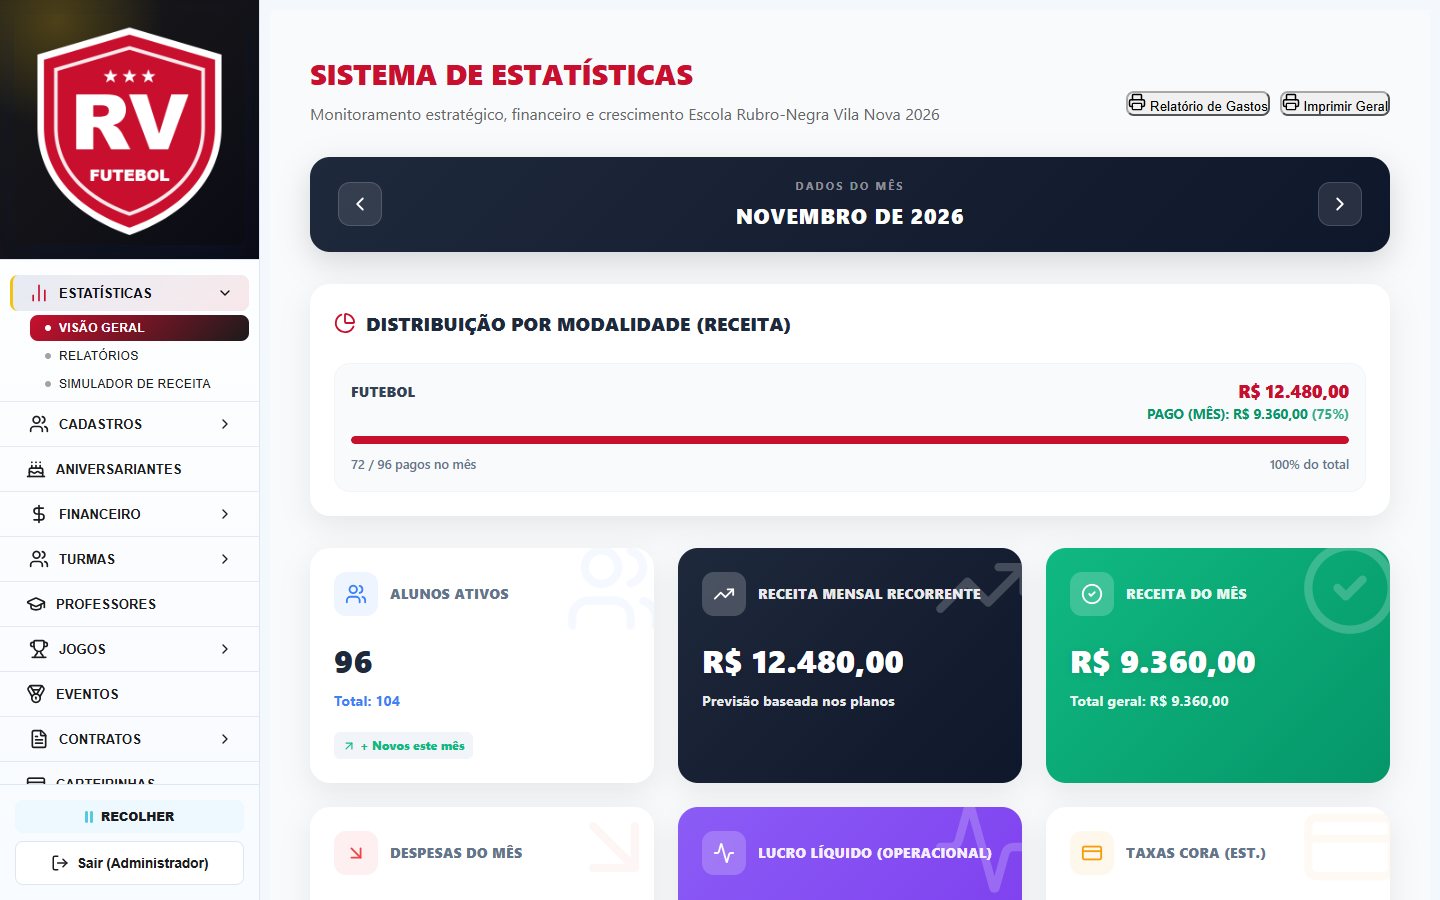 RV
FUTEBOL
ESTATÍSTICAS
VISÃO GERAL
RELATÓRIOS
SIMULADOR DE RECEITA
CADASTROS
ANIVERSARIANTES
FINANCEIRO
TURMAS
PROFESSORES
JOGOS
EVENTOS
CONTRATOS
CARTEIRINHAS
RECOLHER
Sair (Administrador)
SISTEMA DE ESTATÍSTICAS
Monitoramento estratégico, financeiro e crescimento Escola Rubro-Negra Vila Nova 2026
Relatório de Gastos
Imprimir Geral
DADOS DO MÊS
NOVEMBRO DE 2026
DISTRIBUIÇÃO POR MODALIDADE (RECEITA)
FUTEBOL
R$ 12.480,00
PAGO (MÊS): R$ 9.360,00 (75%)
72 / 96 pagos no mês
100% do total
ALUNOS ATIVOS
96
Total: 104
+ Novos este mês
RECEITA MENSAL RECORRENTE
R$ 12.480,00
Previsão baseada nos planos
RECEITA DO MÊS
R$ 9.360,00
Total geral: R$ 9.360,00
DESPESAS DO MÊS
LUCRO LÍQUIDO (OPERACIONAL)
TAXAS CORA (EST.)